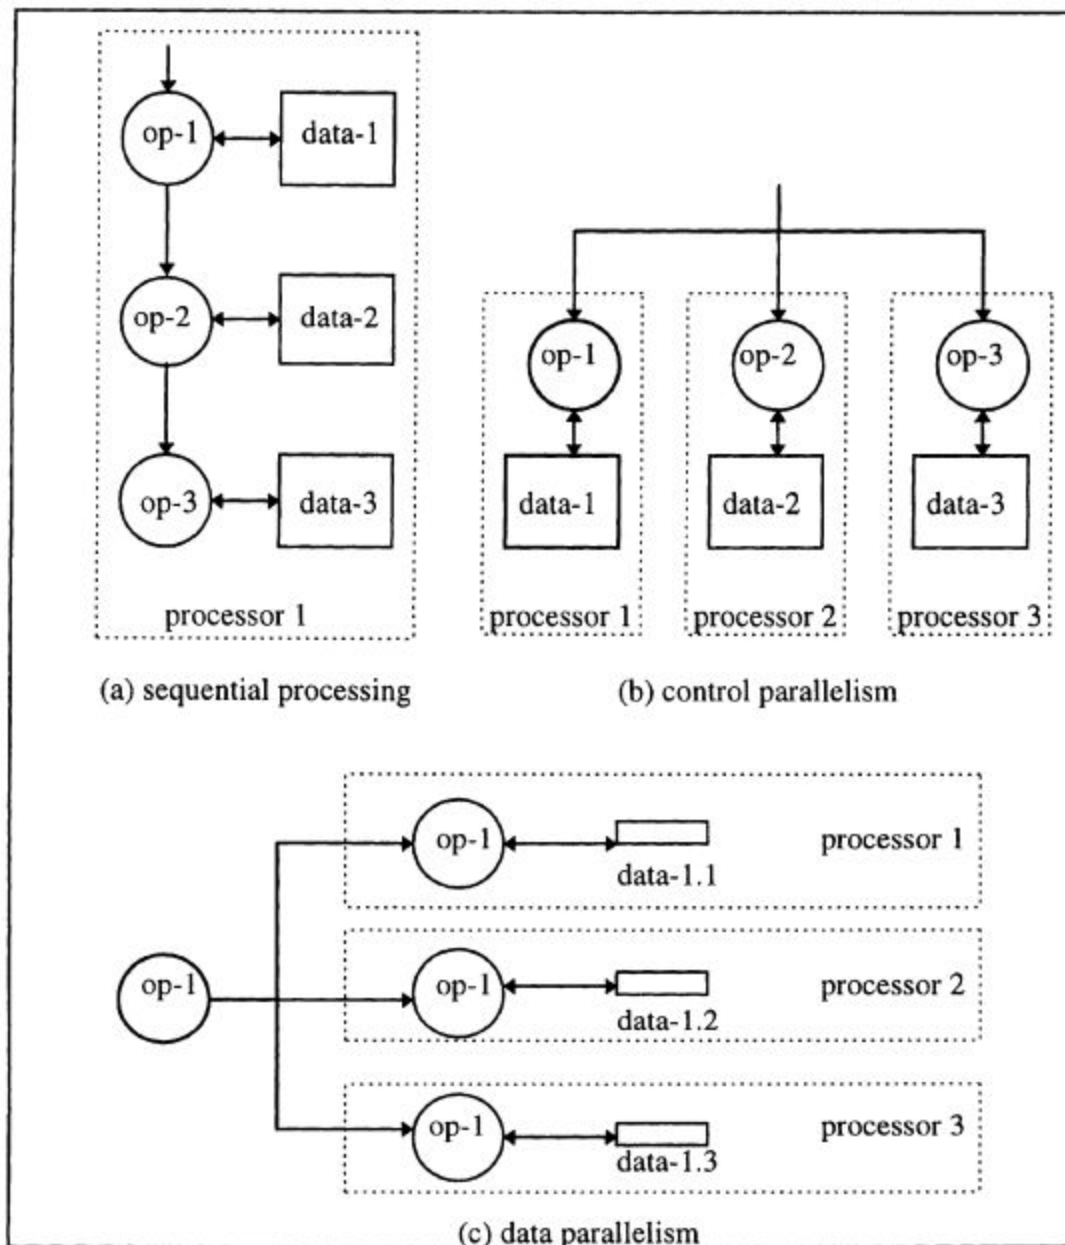 op-1
data-1
op-2
data-2
op-3
data-3
processor 1
(a) sequential processing
op-1
op-2
op-3
data-1
data-2
data-3
processor 1
processor 2
processor 3
(b) control parallelism
op-1
op-1
data-1.1
processor 1
op-1
data-1.2
processor 2
op-1
data-1.3
processor 3
(c) data parallelism